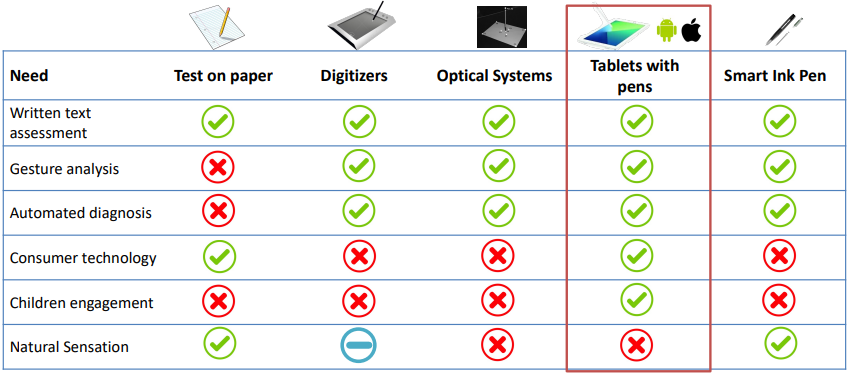 Need
Test on paper
Digitizers
Optical Systems
Tablets with
pens
Smart Ink Pen
Written text
assessment
Gesture analysis
Automated diagnosis
Consumer technology
Children engagement
Natural Sensation